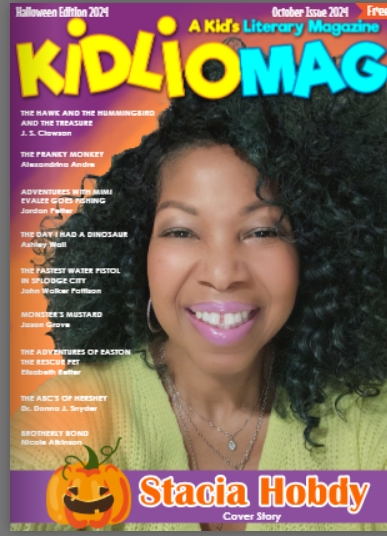 Halloween Edition 2024
October Issue 2024
Free
A Kid's Literary Magazine
KiDLiOMAG
THE HAWK AND THE HUMMINGBIRD
AND THE TREASURE
J. S. Clawson
THE PRANKY MONKEY
Alexandrina Andre
ADVENTURES WITH MIMI
EVALEE GOES FISHING
Jordan
THE DAY I HAD A DINOSAUR
Ashley Wall
THE FASTEST WATER PISTOL
IN SPLODGE CITY
John Walker Pattison
MONSTER'S MUSTARD
Jason Grove
THE ADVENTURES OF EASTON
THE RESCUE PET
Elizabeth
THE ABC'S OF HERSHEY
Dr. Donna J. Snyder
BROTHERLY BOND
Nicole Atkinson
Stacia Hobdy
Cover Story